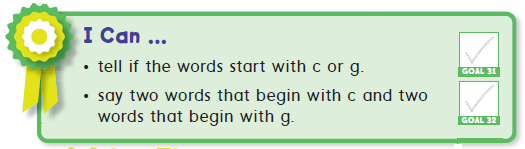 I Can ...
• tell if the words start with c or g.
GOAL 31
• say two words that begin with c and two
words that begin with g.
GOAL 32